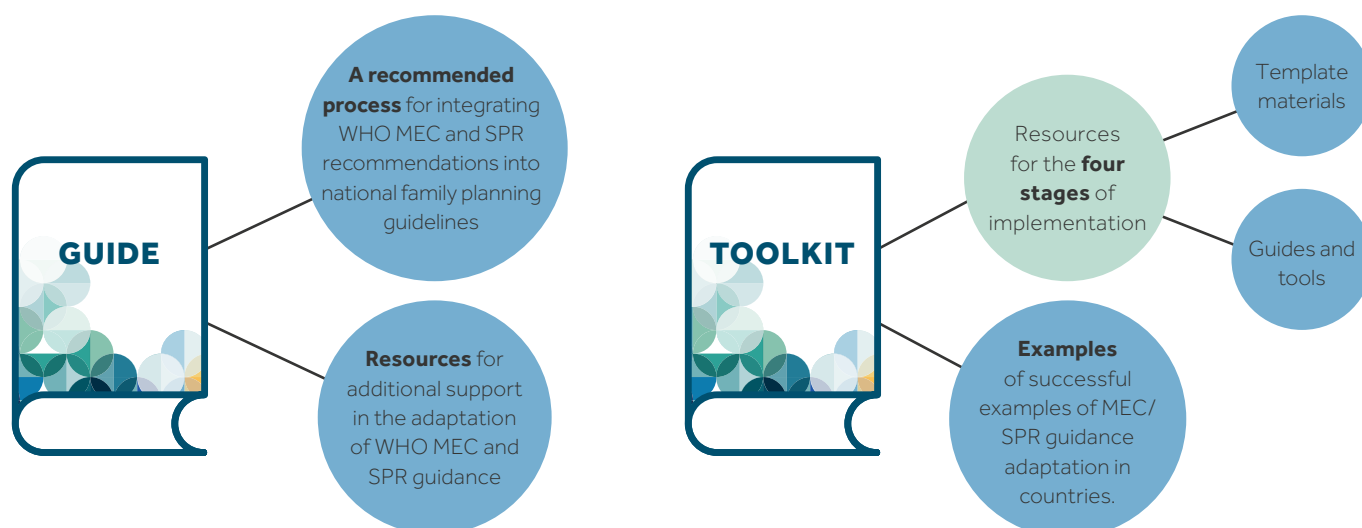 GUIDE
A recommended
process for integrating
WHO MEC and SPR
recommendations into
national family planning
guidelines
Resources for
additional support
in the adaptation
of WHO MEC and
SPR guidance
TOOLKIT
Resources
for the four
stages of
implementation
Template
materials
Guides and
tools
Examples
of successful
examples of MEC/
SPR guidance
adaptation in
countries.